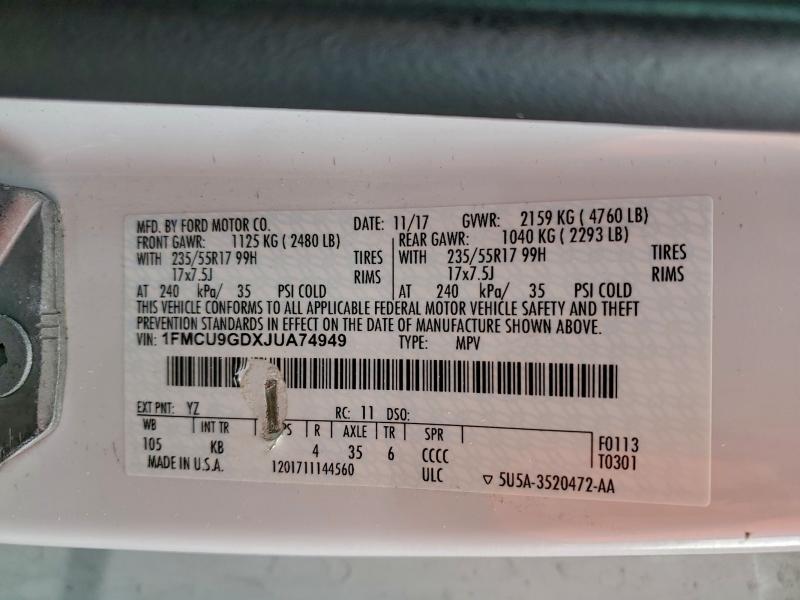 MFD. BY FORD MOTOR CO. DATE: 11/17 GVWR: 2159 KG ( 4760 LB)
FRONT GAWR: 1125 KG ( 2480 LB) REAR GAWR: 1040 KG ( 2293 LB)
WITH 235/55R17 99H TIRES WITH 235/55R17 99H TIRES
17x7.5J RIMS 17x7.5J RIMS
AT 240 kPa/ 35 PSI COLD AT 240 kPa/ 35 PSI COLD
THIS VEHICLE CONFORMS TO ALL APPLICABLE FEDERAL MOTOR VEHICLE SAFETY AND THEFT
PREVENTION STANDARDS IN EFFECT ON THE DATE OF MANUFACTURE SHOWN ABOVE.
VIN: 1FMCU9GDXJUA74949 TYPE: MPV
EXT PNT: YZ RC: 11 DSO:
WB INT TR R AXLE TR SPR F0113
105 KB 4 35 6 CCCC T0301
MADE IN U.S.A. 1201711144560 ULC 5U5A-3520472-AA